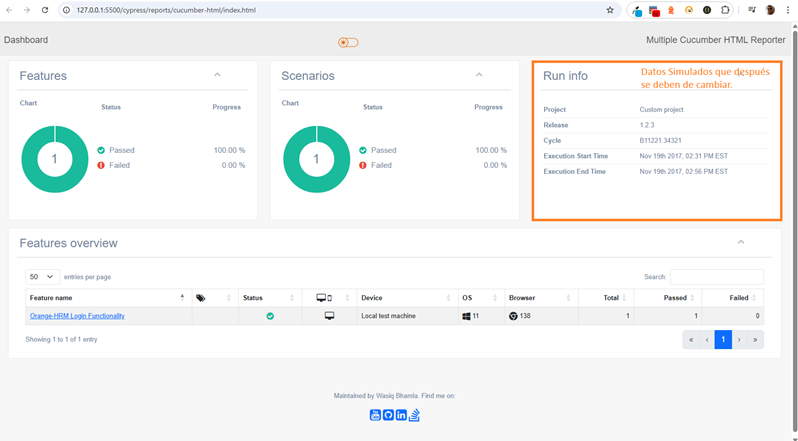 127.0.0.1:5500/cypress/reports/cucumber-html/index.html
Dashboard
Multiple Cucumber HTML Reporter
Features
Chart
Status
Progress
1
Passed
100.00 %
Failed
0.00 %
Scenarios
Chart
Status
Progress
1
Passed
100.00 %
Failed
0.00 %
Run info
Datos Simulados que después
se deben de cambiar.
Project Custom project
Release 1.2.3
Cycle B11221.34321
Execution Start Time Nov 19th 2017, 02:31 PM EST
Execution End Time Nov 19th 2017, 02:56 PM EST
Features overview
50 entries per page
Search:
Feature name Status Device OS Browser Total Passed Failed
Orange-HRM Login Functionality Local test machine 11 138 1 1 0
Showing 1 to 1 of 1 entry
« ‹ 1 › »
Maintained by Wasiq Bhamla. Find me on: